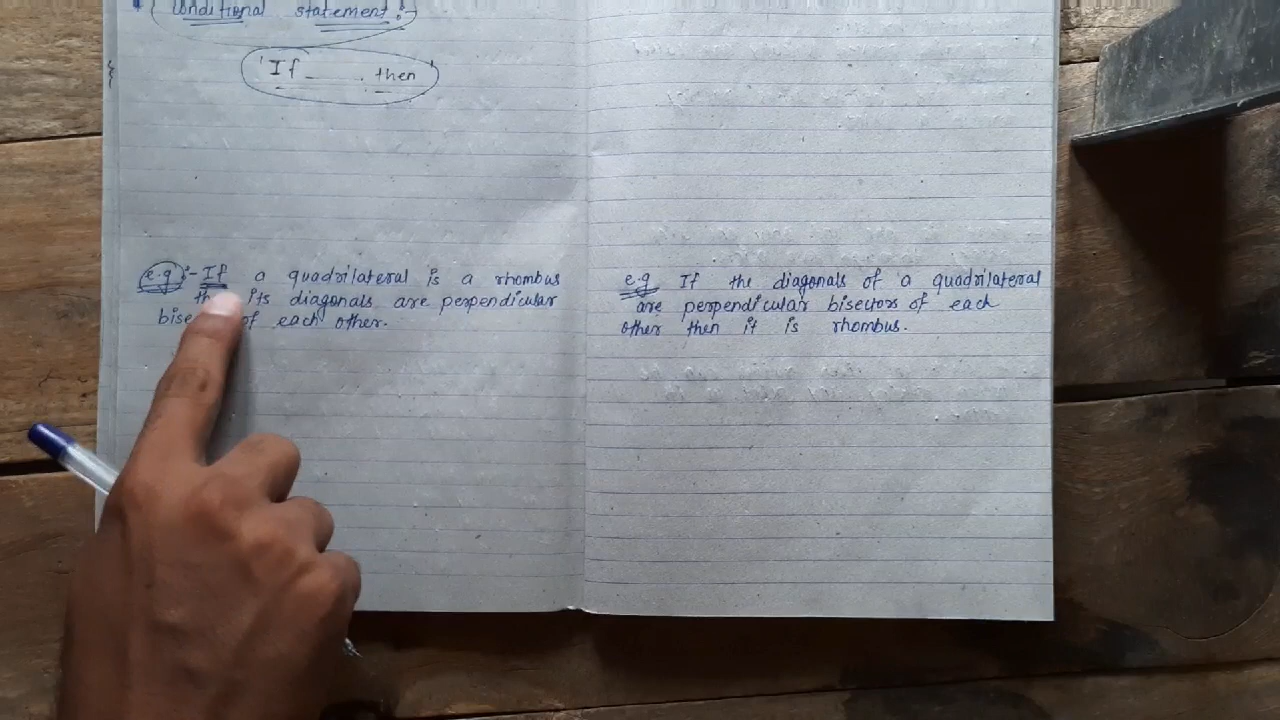 Conditional statement:-
'If ___ . then'
e.g:- If a quadrilateral is a rhombus
its diagonals are perpendicular
of each other.
e.g If the diagonals of a quadrilateral
are perpendicular bisectors of each
other then it is rhombus.